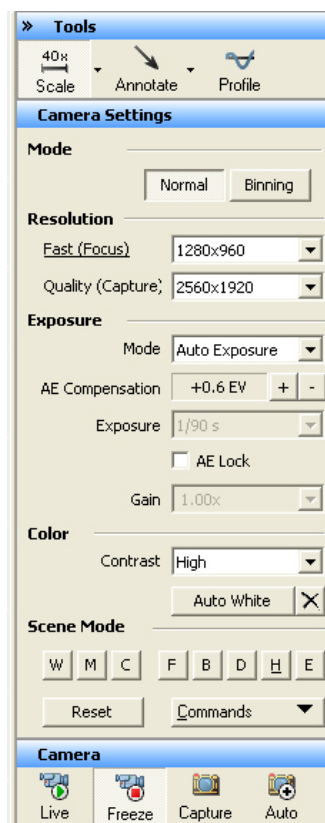 » Tools
40x
Scale Annotate Profile
Camera Settings
Mode
Normal Binning
Resolution
Fast (Focus) 1280x960
Quality (Capture) 2560x1920
Exposure
Mode Auto Exposure
AE Compensation +0.6 EV + -
Exposure 1/90 s
AE Lock
Gain 1.00x
Color
Contrast High
Auto White X
Scene Mode
W M C F B D H E
Reset Commands
Camera
Live Freeze Capture Auto